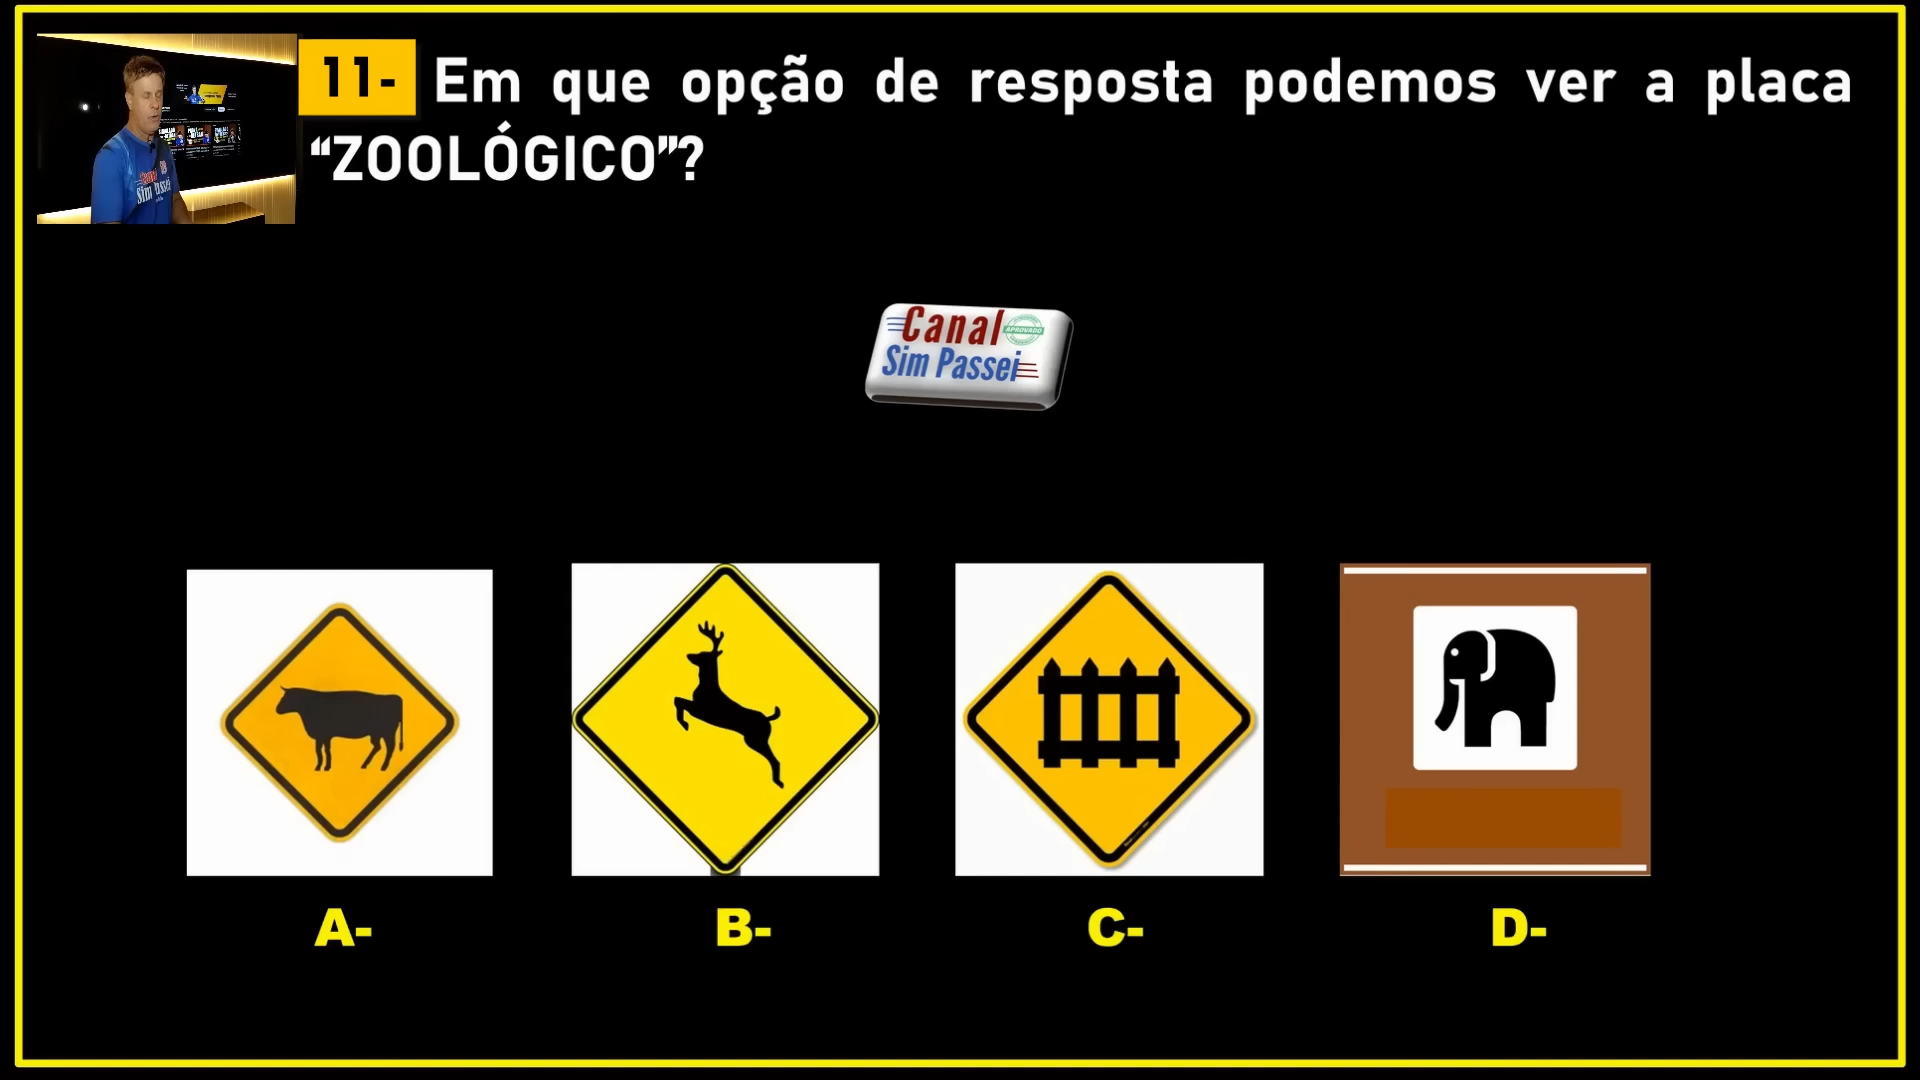 11- Em que opção de resposta podemos ver a placa
“ZOOLÓGICO”?
Canal
APROVADO
Sim Passei
A-
B-
C-
D-